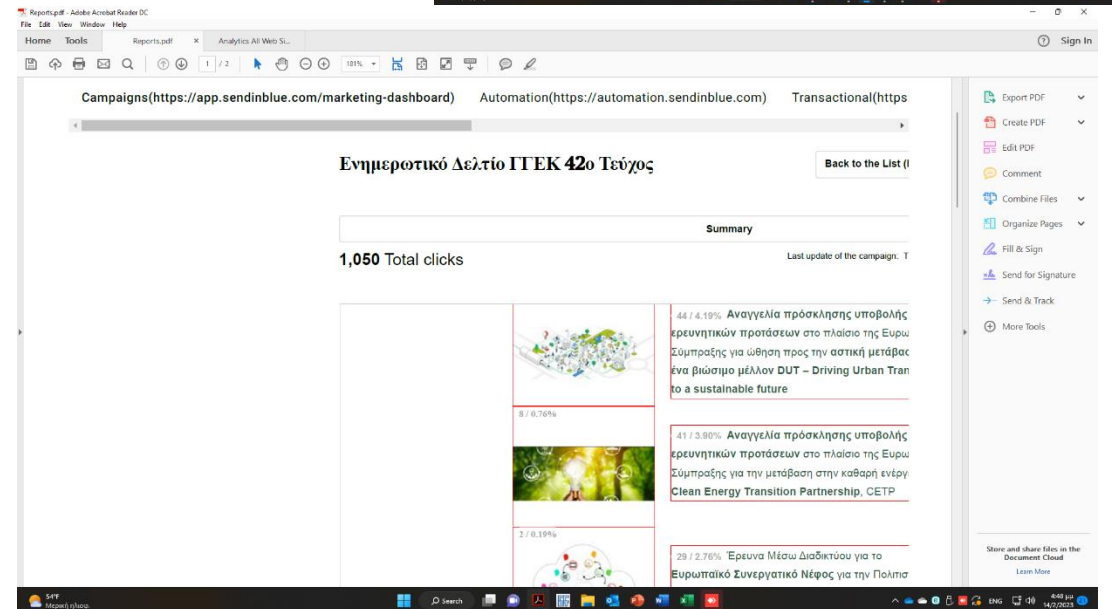 Reports.pdf - Adobe Acrobat Reader DC
File Edit View Window Help
Home Tools Reports.pdf × Analytics All Web Si... Sign In
1 / 2 181%
Campaigns(https://app.sendinblue.com/marketing-dashboard) Automation(https://automation.sendinblue.com) Transactional(https
Ενημερωτικό Δελτίο ΓΓΕΚ 42ο Τεύχος
Back to the List (
Summary
1,050 Total clicks
Last update of the campaign: T
44 / 4.19% Αναγγελία πρόσκλησης υποβολής
ερευνητικών προτάσεων στο πλαίσιο της Ευρω
Σύμπραξης για ώθηση προς την αστική μετάβασ
ένα βιώσιμο μέλλον DUT – Driving Urban Tran
to a sustainable future
8 / 0.76%
41 / 3.90% Αναγγελία πρόσκλησης υποβολής
ερευνητικών προτάσεων στο πλαίσιο της Ευρω
Σύμπραξης για την μετάβαση στην καθαρή ενέργ
Clean Energy Transition Partnership, CETP
2 / 0.19%
29 / 2.76% Έρευνα Μέσω Διαδικτύου για το
Ευρωπαϊκό Συνεργατικό Νέφος για την Πολιτισ
Export PDF
Create PDF
Edit PDF
Comment
Combine Files
Organize Pages
Fill & Sign
Send for Signature
Send & Track
More Tools
Store and share files in the
Document Cloud
Learn More
54°F
Μερική ηλιοφ.
Search
ENG
4:48 μμ
14/2/2023